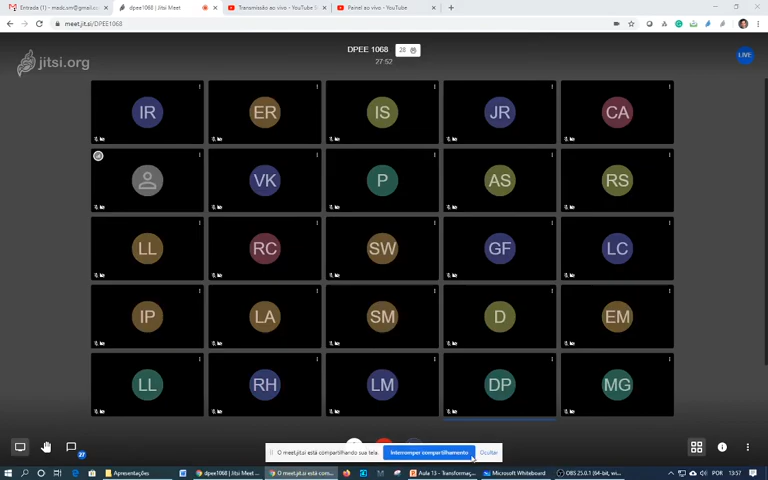 Entrada (1) - madc.sm@gmail.co
dpee1068 | Jitsi Meet
Transmissão ao vivo - YouTube S
Painel ao vivo - YouTube
meet.jit.si/DPEE1068
jitsi.org
DPEE 1068
28
27:52
LIVE
IR ER IS JR CA
VK P AS RS
LL RC SW GF LC
IP LA SM D EM
LL RH LM DP MG
27
O meet.jit.si está compartilhando sua tela.
Interromper compartilhamento
Ocultar
Apresentações
dpee1068 | Jitsi Meet ...
O meet.jit.si está com...
Aula 13 - Transformaç...
Microsoft Whiteboard
OBS 25.0.1 (64-bit, wi...
POR
13:57